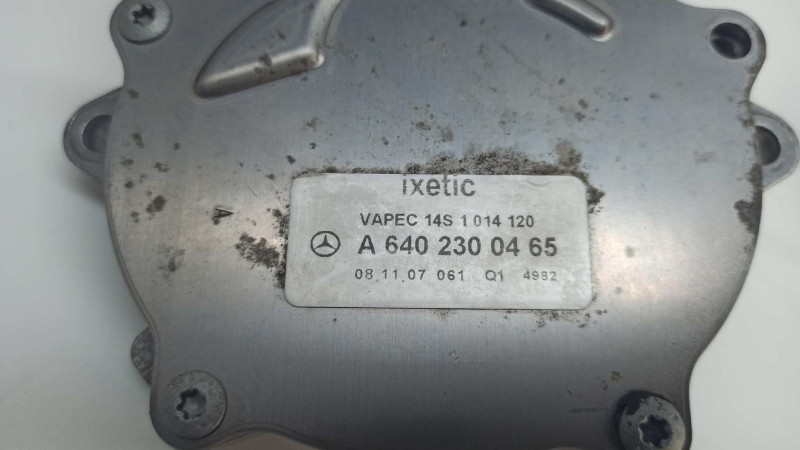 ixetic
VAPEC 14S 1 014 120
A 640 230 04 65
08.11.07 061 Q1 4982
A